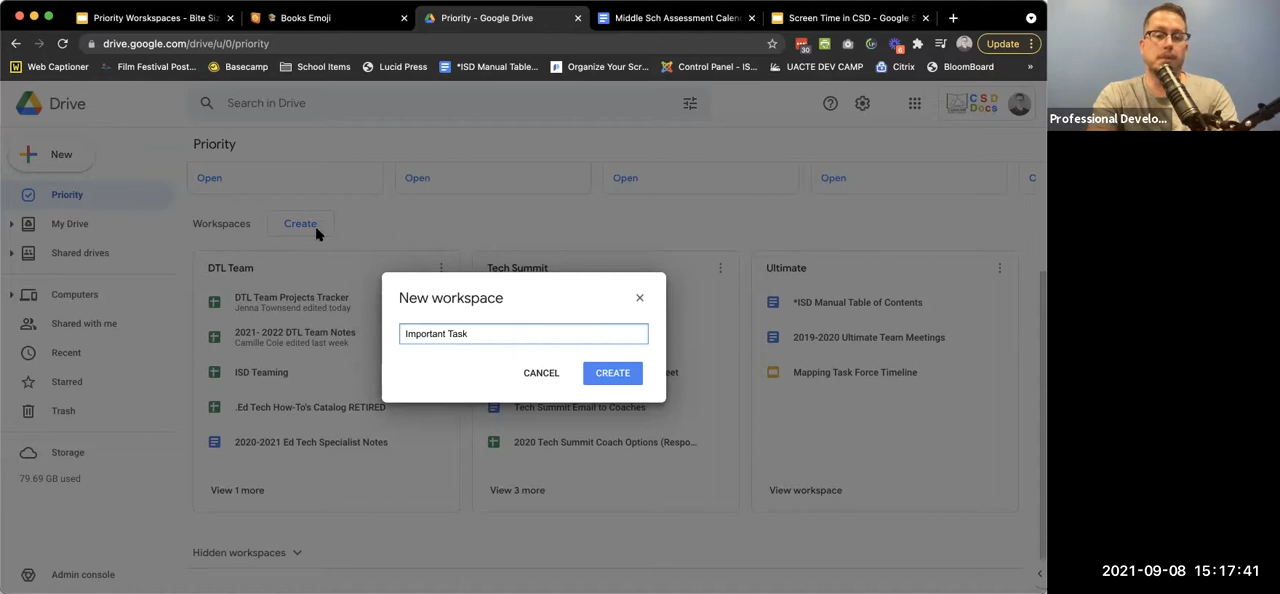 Priority Worskspaces - Bite Siz
Books Emoji
Priority - Google Drive
Middle Sch Assessment Calen
Screen Time in CSD - Google S
drive.google.com/drive/u/0/priority
30
6
Update
Web Captioner
Film Festival Post...
Basecamp
School Items
Lucid Press
*ISD Manual Table...
Organize Your Scr...
Control Panel - IS...
UACTE DEV CAMP
Citrix
BloomBoard
»
Drive
Search in Drive
CSD
Docs
Professional Develo...
New
Priority
Priority
My Drive
Shared drives
Computers
Shared with me
Recent
Starred
Trash
Storage
79.69 GB used
Admin console
Open
Open
Open
Open
C
Workspaces
Create
DTL Team
DTL Team Projects Tracker
Jenna Townsend edited today
2021- 2022 DTL Team Notes
Camille Cole edited last week
ISD Teaming
.Ed Tech How-To's Catalog RETIRED
2020-2021 Ed Tech Specialist Notes
View 1 more
Tech Summit
eet
Tech Summit Email to Coaches
2020 Tech Summit Coach Options (Respo...
View 3 more
Ultimate
*ISD Manual Table of Contents
2019-2020 Ultimate Team Meetings
Mapping Task Force Timeline
View workspace
New workspace
Important Task
CANCEL
CREATE
Hidden workspaces
2021-09-08 15:17:41